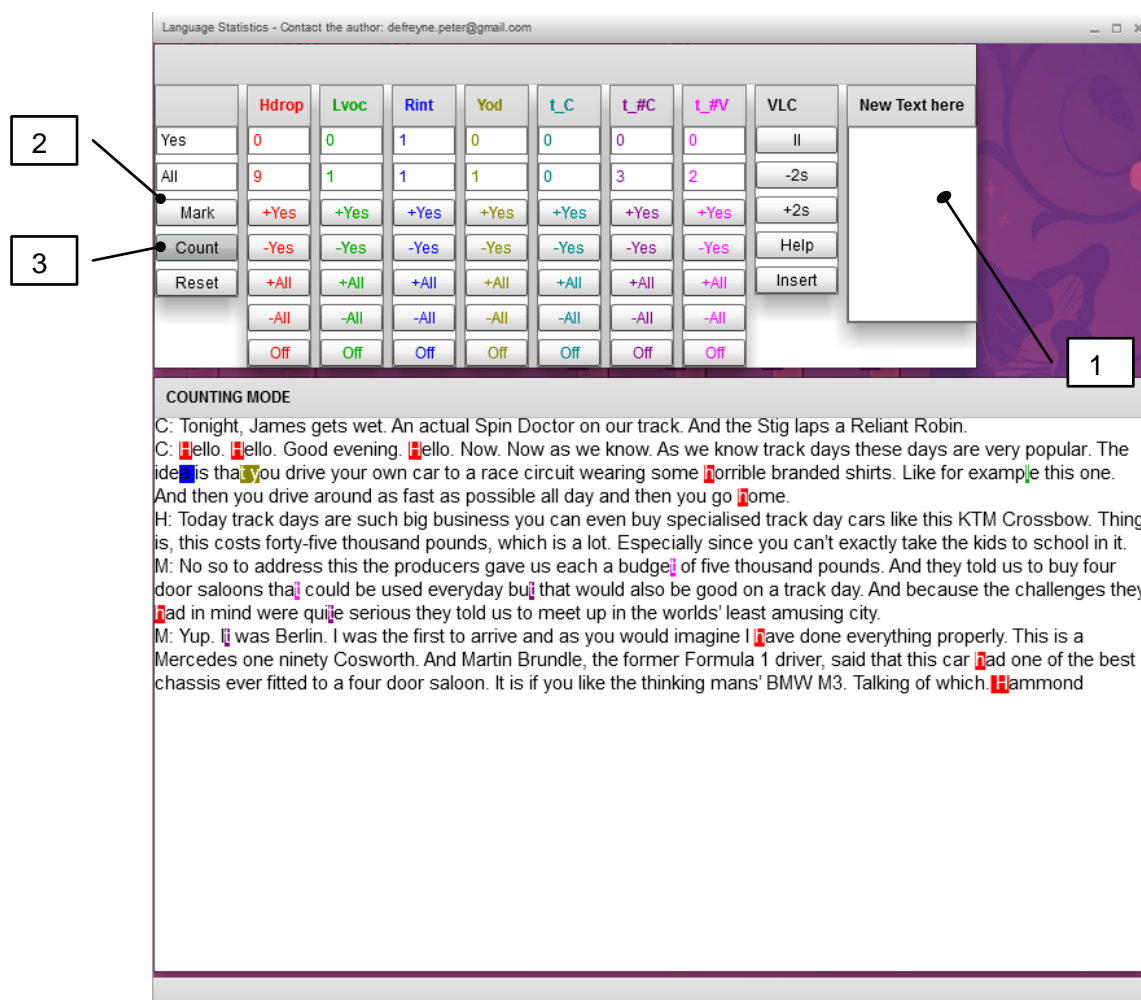 Language Statistics - Contact the author: defreyne.peter@gmail.com
Hdrop Lvoc Rint Yod t_C t_#C t_#V VLC New Text here
Yes 0 0 1 0 0 0 0 II
All 9 1 1 1 0 3 2 -2s
Mark +Yes +Yes +Yes +Yes +Yes +Yes +Yes +2s
Count -Yes -Yes -Yes -Yes -Yes -Yes -Yes Help
Reset +All +All +All +All +All +All +All Insert
-All -All -All -All -All -All -All
Off Off Off Off Off Off Off
2
3
1
COUNTING MODE
C: Tonight, James gets wet. An actual Spin Doctor on our track. And the Stig laps a Reliant Robin.
C: Hello. Hello. Good evening. Hello. Now. Now as we know. As we know track days these days are very popular. The
idea is that you drive your own car to a race circuit wearing some horrible branded shirts. Like for example this one.
And then you drive around as fast as possible all day and then you go home.
H: Today track days are such big business you can even buy specialised track day cars like this KTM Crossbow. Thing
is, this costs forty-five thousand pounds, which is a lot. Especially since you can't exactly take the kids to school in it.
M: No so to address this the producers gave us each a budget of five thousand pounds. And they told us to buy four
door saloons that could be used everyday but that would also be good on a track day. And because the challenges they
had in mind were quite serious they told us to meet up in the worlds' least amusing city.
M: Yup. It was Berlin. I was the first to arrive and as you would imagine I have done everything properly. This is a
Mercedes one ninety Cosworth. And Martin Brundle, the former Formula 1 driver, said that this car had one of the best
chassis ever fitted to a four door saloon. It is if you like the thinking mans' BMW M3. Talking of which. Hammond